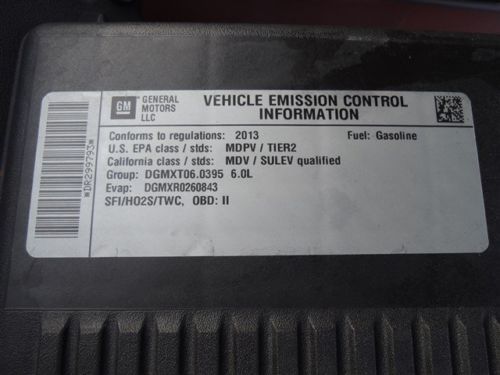 GM
GENERAL MOTORS LLC
VEHICLE EMISSION CONTROL
INFORMATION
Conforms to regulations: 2013 Fuel: Gasoline
U.S. EPA class / stds: MDPV / TIER2
California class / stds: MDV / SULEV qualified
Group: DGMXT06.0395 6.0L
Evap: DGMXR0260843
SFI/HO2S/TWC, OBD: II
*DR299793*